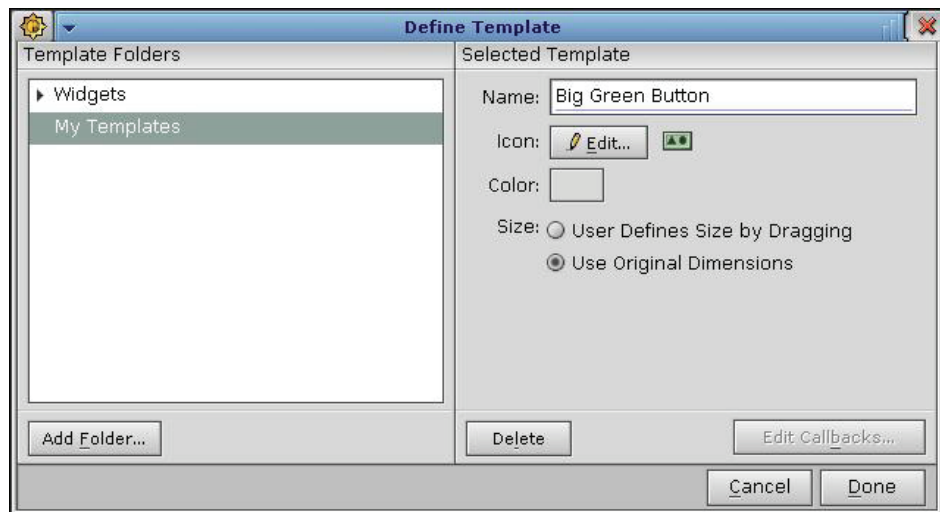 Define Template
Template Folders
Widgets
My Templates
Add Folder...
Selected Template
Name: Big Green Button
Icon: Edit...
Color:
Size: User Defines Size by Dragging
Use Original Dimensions
Delete
Edit Callbacks...
Cancel
Done